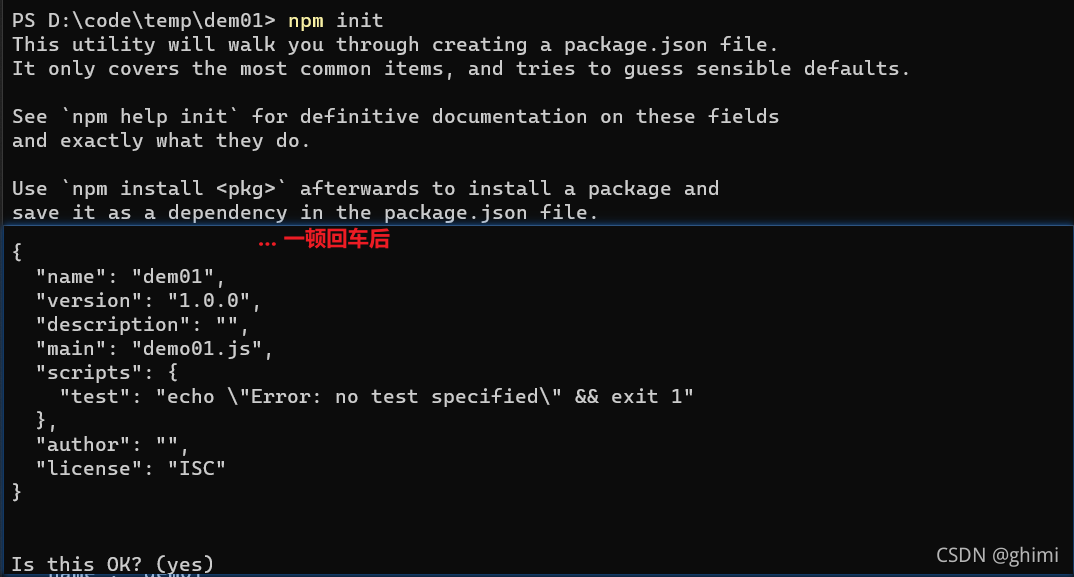 PS D:\code\temp\dem01> npm init
This utility will walk you through creating a package.json file.
It only covers the most common items, and tries to guess sensible defaults.
See `npm help init` for definitive documentation on these fields
and exactly what they do.
Use `npm install <pkg>` afterwards to install a package and
save it as a dependency in the package.json file.
... 一顿回车后
{
  "name": "dem01",
  "version": "1.0.0",
  "description": "",
  "main": "demo01.js",
  "scripts": {
    "test": "echo \"Error: no test specified\" && exit 1"
  },
  "author": "",
  "license": "ISC"
}
Is this OK? (yes)
CSDN @ghimi